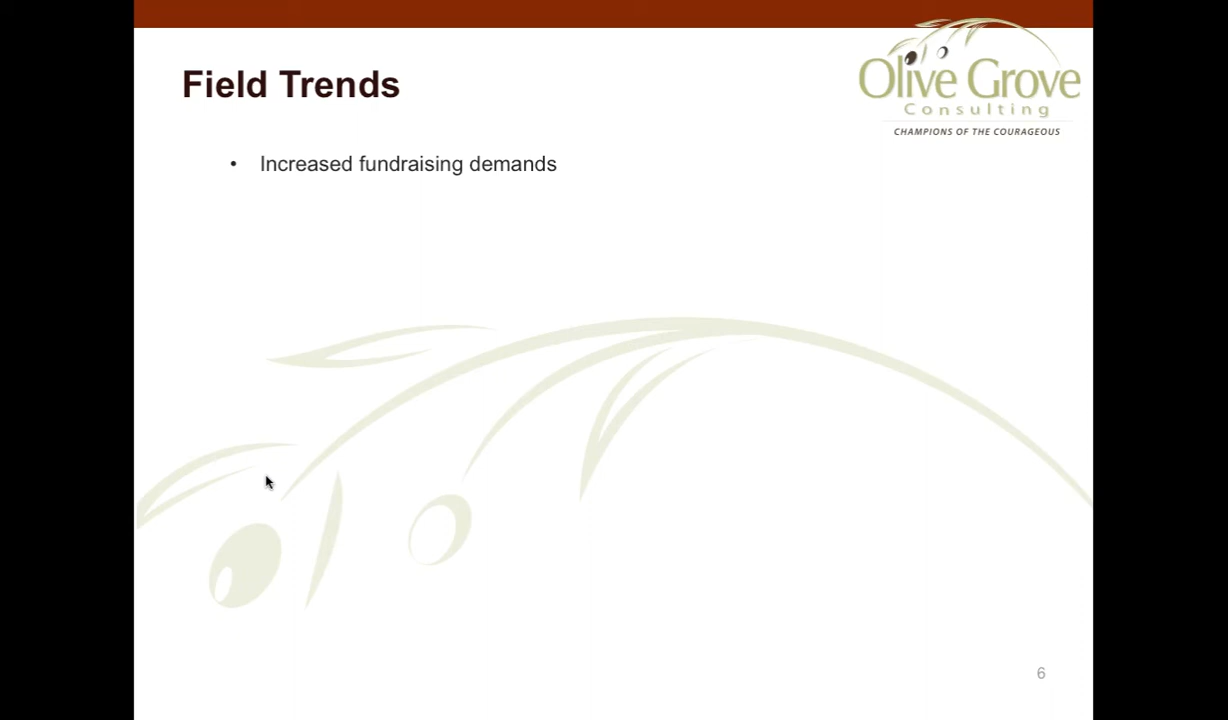 Field Trends
Olive Grove
Consulting
CHAMPIONS OF THE COURAGEOUS
• Increased fundraising demands
6